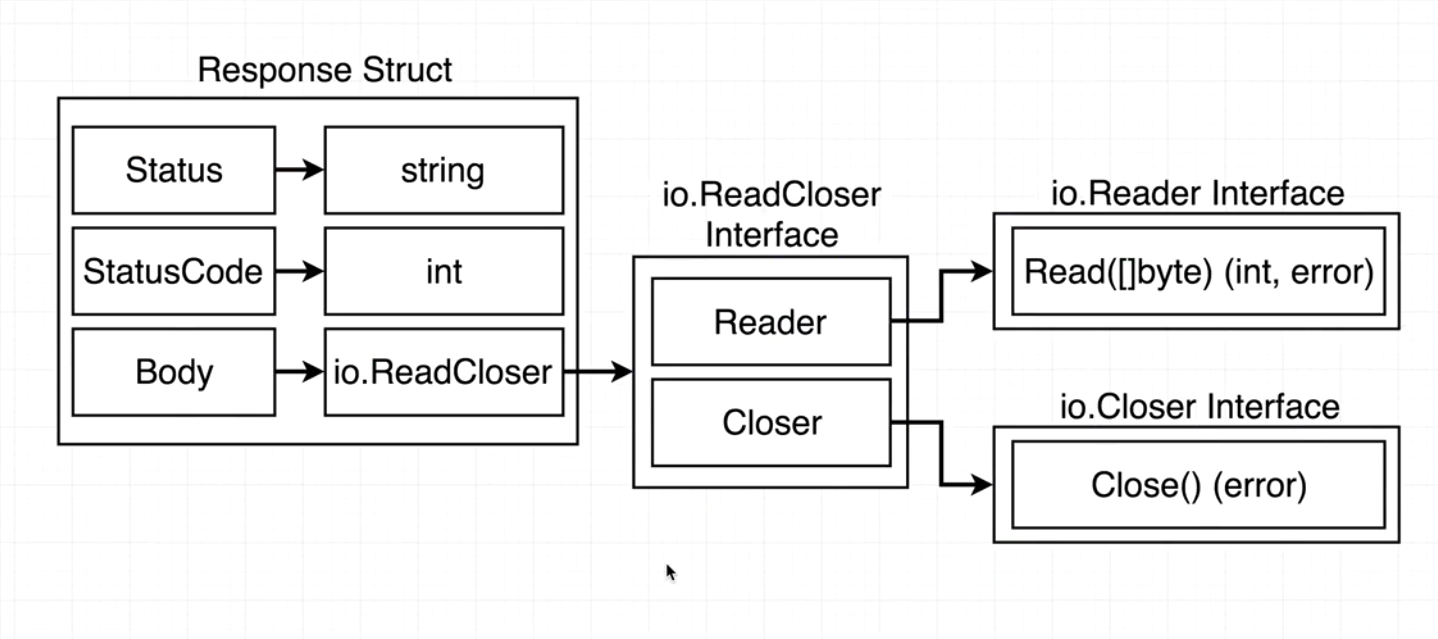 Response Struct
Status
string
StatusCode
int
Body
io.ReadCloser
io.ReadCloser
Interface
Reader
Closer
io.Reader Interface
Read([]byte) (int, error)
io.Closer Interface
Close() (error)